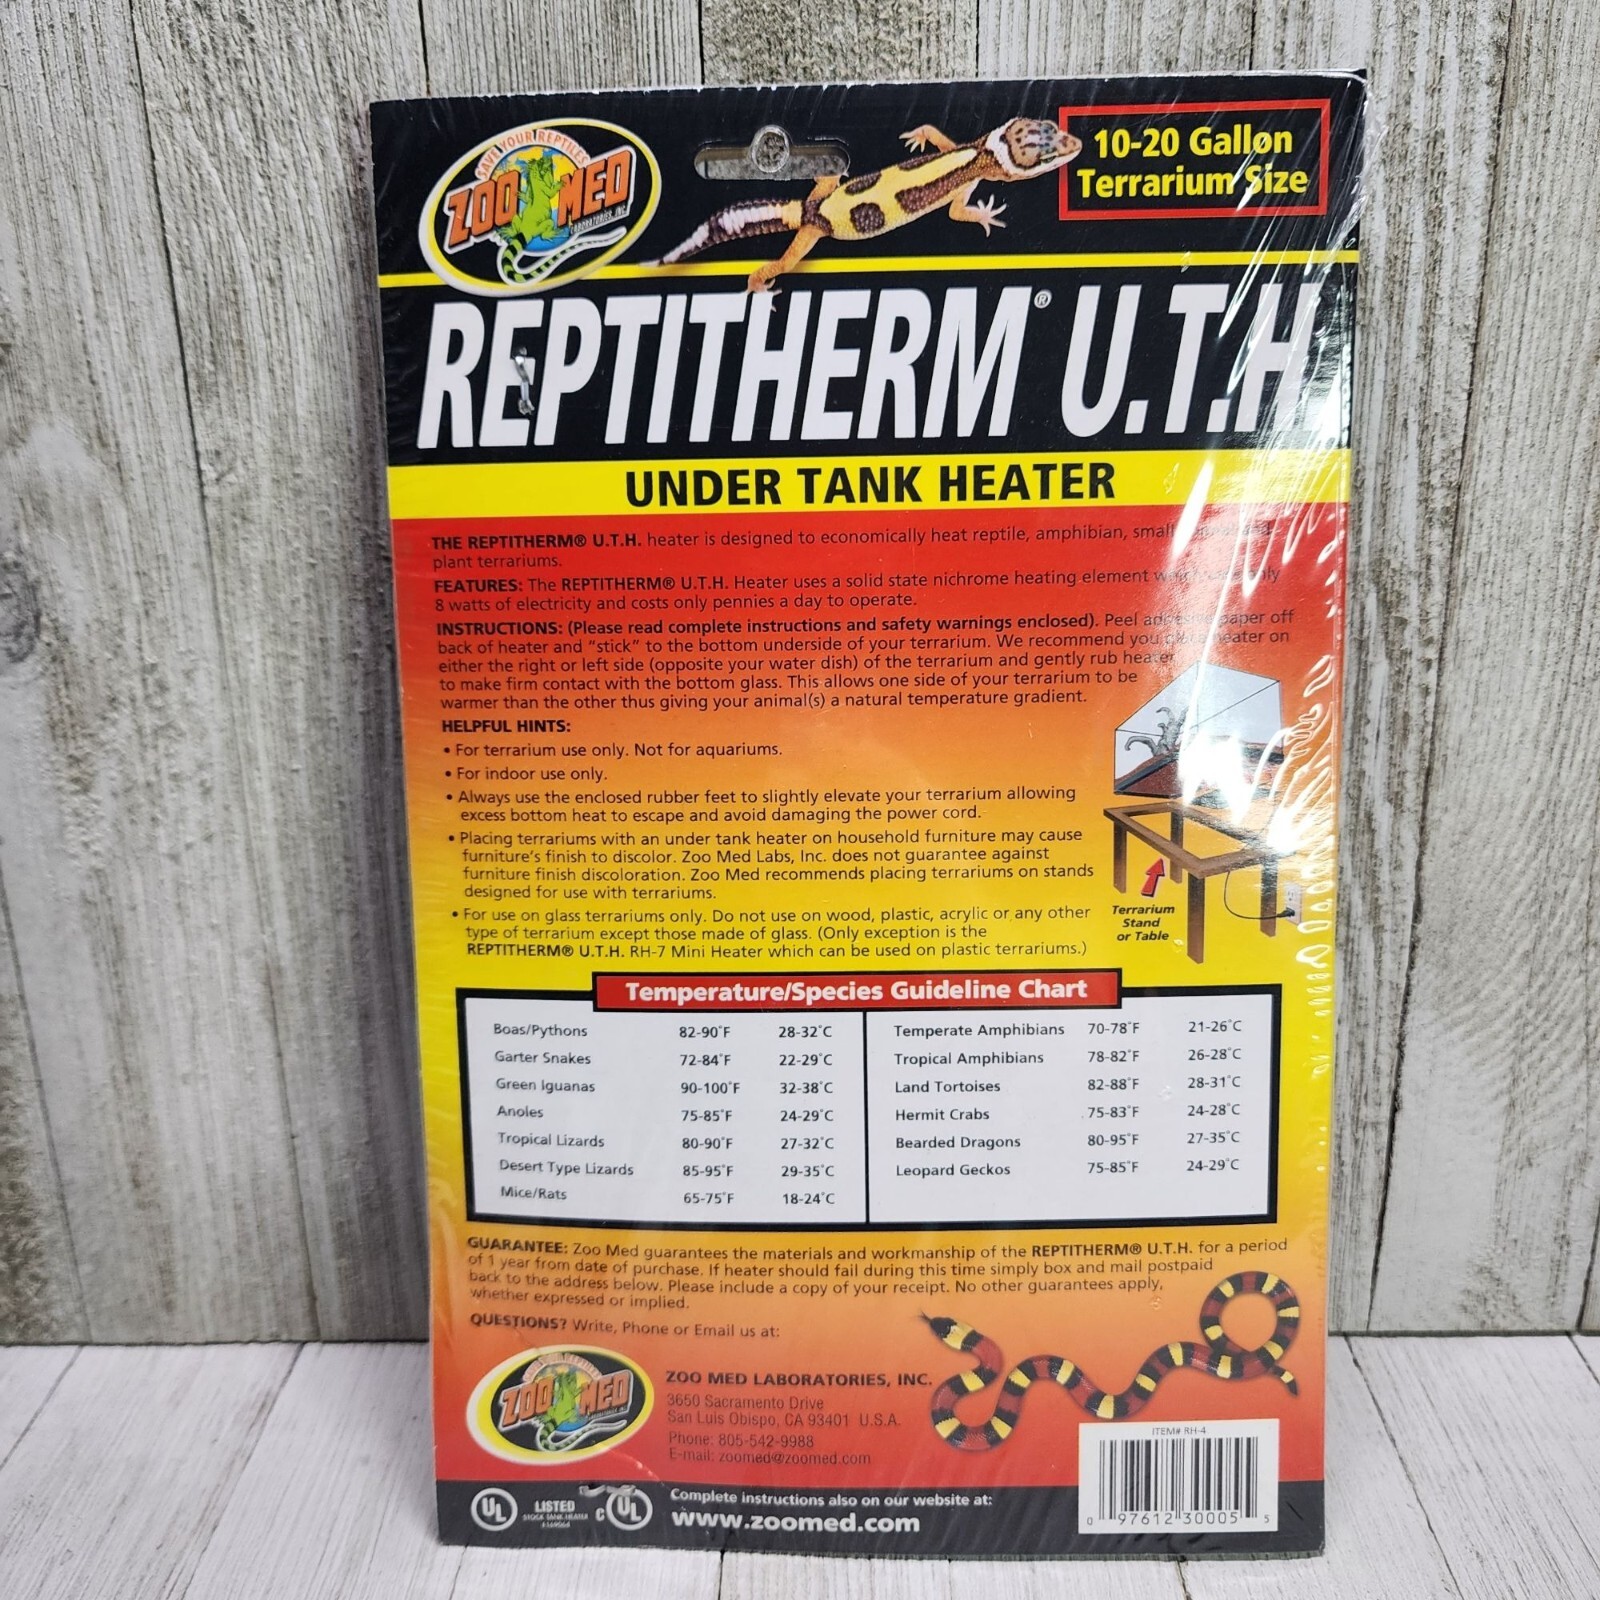 SAVE YOUR REPTILES
ZOO MED
LABORATORIES, INC.
10-20 Gallon
Terrarium Size
REPTITHERM® U.T.H.
UNDER TANK HEATER
THE REPTITHERM® U.T.H. heater is designed to economically heat reptile, amphibian, small
plant terrariums.
FEATURES: The REPTITHERM® U.T.H. Heater uses a solid state nichrome heating element which only
8 watts of electricity and costs only pennies a day to operate.
INSTRUCTIONS: (Please read complete instructions and safety warnings enclosed). Peel adhesive paper off
back of heater and "stick" to the bottom underside of your terrarium. We recommend you place heater on
either the right or left side (opposite your water dish) of the terrarium and gently rub heater
to make firm contact with the bottom glass. This allows one side of your terrarium to be
warmer than the other thus giving your animal(s) a natural temperature gradient.
HELPFUL HINTS:
• For terrarium use only. Not for aquariums.
• For indoor use only.
• Always use the enclosed rubber feet to slightly elevate your terrarium allowing
excess bottom heat to escape and avoid damaging the power cord.
• Placing terrariums with an under tank heater on household furniture may cause
furniture's finish to discolor. Zoo Med Labs, Inc. does not guarantee against
furniture finish discoloration. Zoo Med recommends placing terrariums on stands
designed for use with terrariums.
• For use on glass terrariums only. Do not use on wood, plastic, acrylic or any other
type of terrarium except those made of glass. (Only exception is the
REPTITHERM® U.T.H. RH-7 Mini Heater which can be used on plastic terrariums.)
Terrarium
Stand
or Table
Temperature/Species Guideline Chart
Boas/Pythons 82-90°F 28-32°C
Garter Snakes 72-84°F 22-29°C
Green Iguanas 90-100°F 32-38°C
Anoles 75-85°F 24-29°C
Tropical Lizards 80-90°F 27-32°C
Desert Type Lizards 85-95°F 29-35°C
Mice/Rats 65-75°F 18-24°C
Temperate Amphibians 70-78°F 21-26°C
Tropical Amphibians 78-82°F 26-28°C
Land Tortoises 82-88°F 28-31°C
Hermit Crabs 75-83°F 24-28°C
Bearded Dragons 80-95°F 27-35°C
Leopard Geckos 75-85°F 24-29°C
GUARANTEE: Zoo Med guarantees the materials and workmanship of the REPTITHERM® U.T.H. for a period
of 1 year from date of purchase. If heater should fail during this time simply box and mail postpaid
back to the address below. Please include a copy of your receipt. No other guarantees apply,
whether expressed or implied.
QUESTIONS? Write, Phone or Email us at:
ZOO MED
ZOO MED LABORATORIES, INC.
3650 Sacramento Drive
San Luis Obispo, CA 93401 U.S.A.
Phone: 805-542-9988
E-mail: zoomed@zoomed.com
UL LISTED c UL
Complete instructions also on our website at:
www.zoomed.com
ITEM# RH-4
0 97612 30005 5